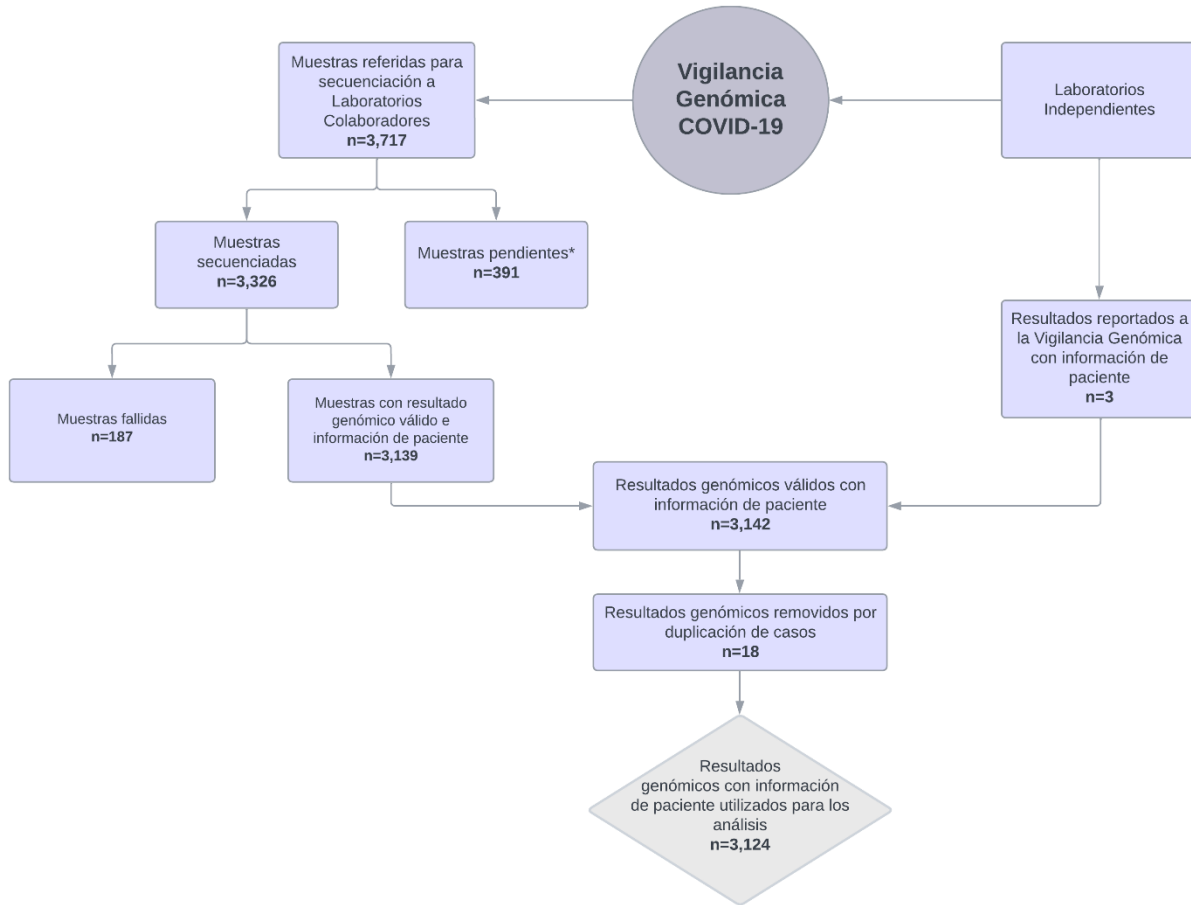 Muestras referidas para
secuenciación a
Laboratorios
Colaboradores
n=3,717
Vigilancia
Genómica
COVID-19
Laboratorios
Independientes
Muestras
secuenciadas
n=3,326
Muestras pendientes*
n=391
Resultados reportados a
la Vigilancia Genómica
con información de
paciente
n=3
Muestras fallidas
n=187
Muestras con resultado
genómico válido e
información de paciente
n=3,139
Resultados genómicos válidos con
información de paciente
n=3,142
Resultados genómicos removidos por
duplicación de casos
n=18
Resultados
genómicos con información
de paciente utilizados para los
análisis
n=3,124